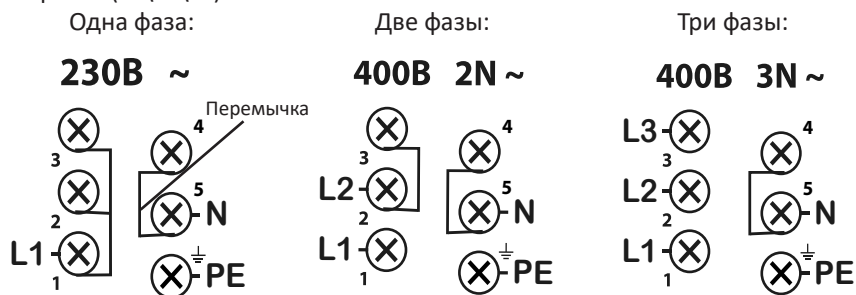 Одна фаза:
230В ~
Перемычка
3
4
2
5
N
L1
1
PE
Две фазы:
400В 2N ~
3
4
L2
2
5
N
L1
1
PE
Три фазы:
400В 3N ~
L3
3
4
L2
2
5
N
L1
1
PE